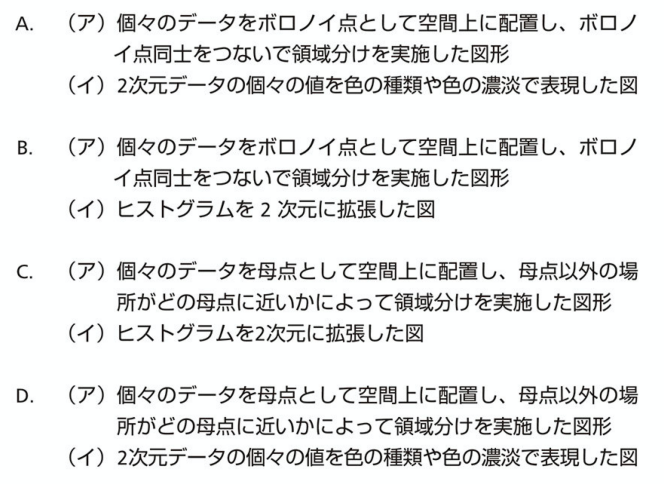 A. （ア）個々のデータをボロノイ点として空間上に配置し、ボロノ
イ点同士をつないで領域分けを実施した図形
（イ）2次元データの個々の値を色の種類や色の濃淡で表現した図
B. （ア）個々のデータをボロノイ点として空間上に配置し、ボロノ
イ点同士をつないで領域分けを実施した図形
（イ）ヒストグラムを 2 次元に拡張した図
C. （ア）個々のデータを母点として空間上に配置し、母点以外の場
所がどの母点に近いかによって領域分けを実施した図形
（イ）ヒストグラムを2次元に拡張した図
D. （ア）個々のデータを母点として空間上に配置し、母点以外の場
所がどの母点に近いかによって領域分けを実施した図形
（イ）2次元データの個々の値を色の種類や色の濃淡で表現した図